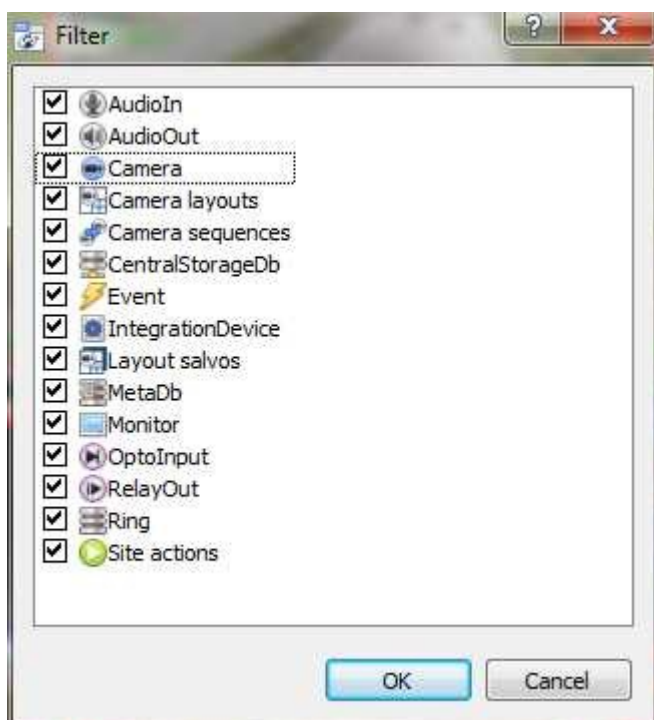 Filter
?
AudioIn
AudioOut
Camera
Camera layouts
Camera sequences
CentralStorageDb
Event
IntegrationDevice
Layout salvos
MetaDb
Monitor
OptoInput
RelayOut
Ring
Site actions
OK
Cancel